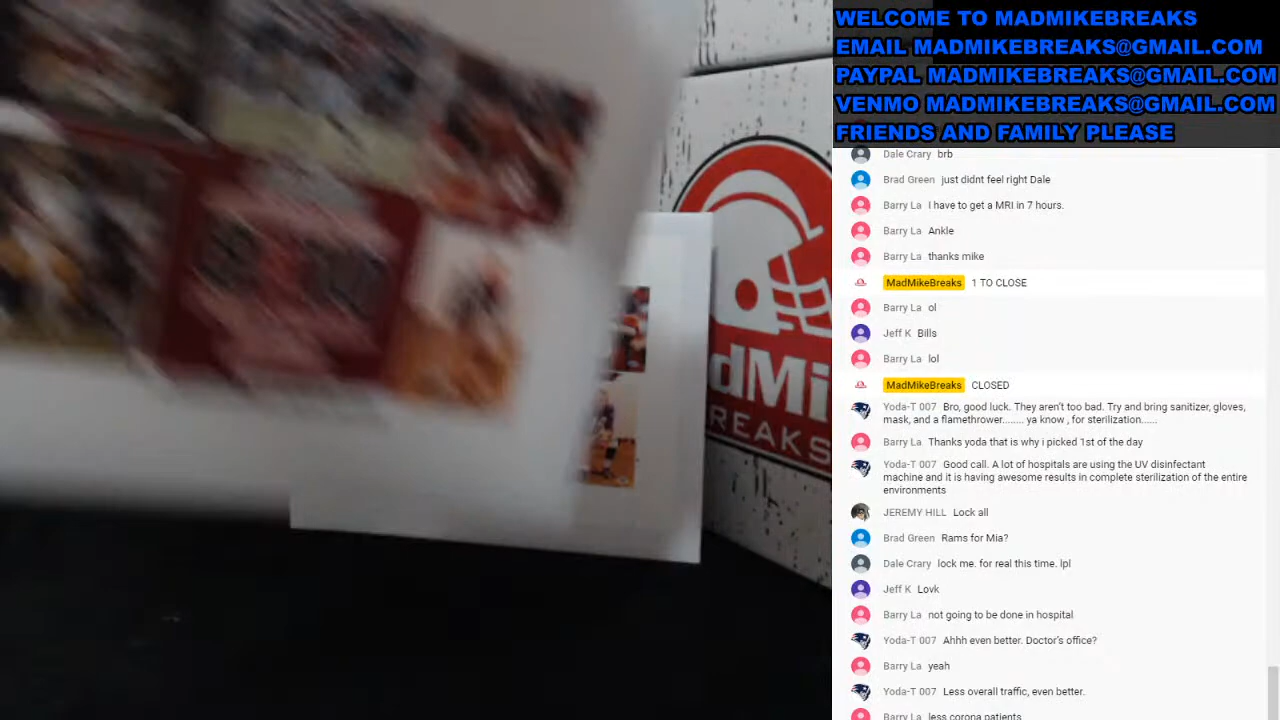 WELCOME TO MADMIKEBREAKS
EMAIL MADMIKEBREAKS@GMAIL.COM
PAYPAL MADMIKEBREAKS@GMAIL.COM
VENMO MADMIKEBREAKS@GMAIL.COM
FRIENDS AND FAMILY PLEASE
Dale Crary brb
Brad Green just didnt feel right Dale
Barry La I have to get a MRI in 7 hours.
Barry La Ankle
Barry La thanks mike
MadMikeBreaks 1 TO CLOSE
Barry La ol
Jeff K Bills
Barry La lol
MadMikeBreaks CLOSED
Yoda-T 007 Bro, good luck. They aren't too bad. Try and bring sanitizer, gloves,
mask, and a flamethrower........ ya know , for sterilization......
Barry La Thanks yoda that is why i picked 1st of the day
Yoda-T 007 Good call. A lot of hospitals are using the UV disinfectant
machine and it is having awesome results in complete sterilization of the entire
environments
JEREMY HILL Lock all
Brad Green Rams for Mia?
Dale Crary lock me. for real this time. lpl
Jeff K Lovk
Barry La not going to be done in hospital
Yoda-T 007 Ahhh even better. Doctor's office?
Barry La yeah
Yoda-T 007 Less overall traffic, even better.
Barry La less corona patients
dMi
REAKS